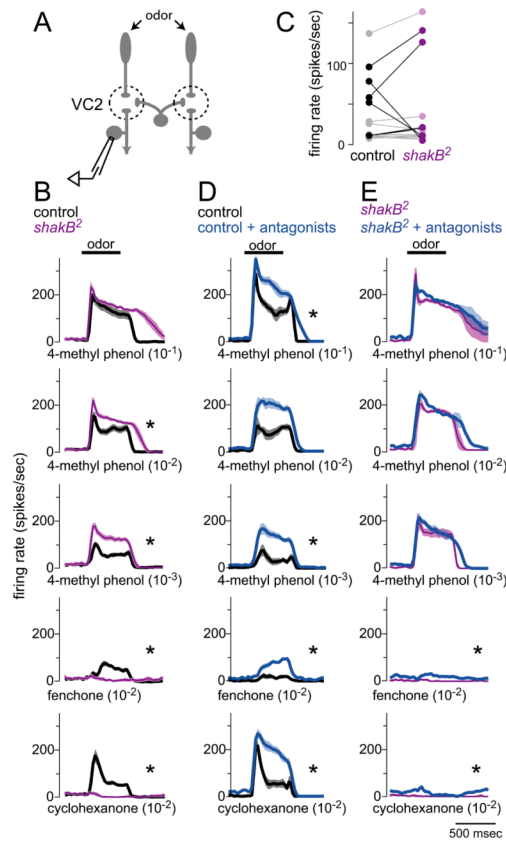 A
odor
VC2
C
firing rate (spikes/sec)
100
0
control
shakB²
B
control
shakB²
odor
D
control
control + antagonists
odor
E
shakB²
shakB² + antagonists
odor
firing rate (spikes/sec)
200
0
4-methyl phenol (10⁻¹)
200
0
*
4-methyl phenol (10⁻¹)
200
0
4-methyl phenol (10⁻¹)
200
0
*
4-methyl phenol (10⁻²)
200
0
4-methyl phenol (10⁻²)
200
0
4-methyl phenol (10⁻²)
200
0
*
4-methyl phenol (10⁻³)
200
0
*
4-methyl phenol (10⁻³)
200
0
4-methyl phenol (10⁻³)
200
0
*
fenchone (10⁻²)
200
0
*
fenchone (10⁻²)
200
0
*
fenchone (10⁻²)
200
0
*
cyclohexanone (10⁻²)
200
0
*
cyclohexanone (10⁻²)
200
0
*
cyclohexanone (10⁻²)
500 msec